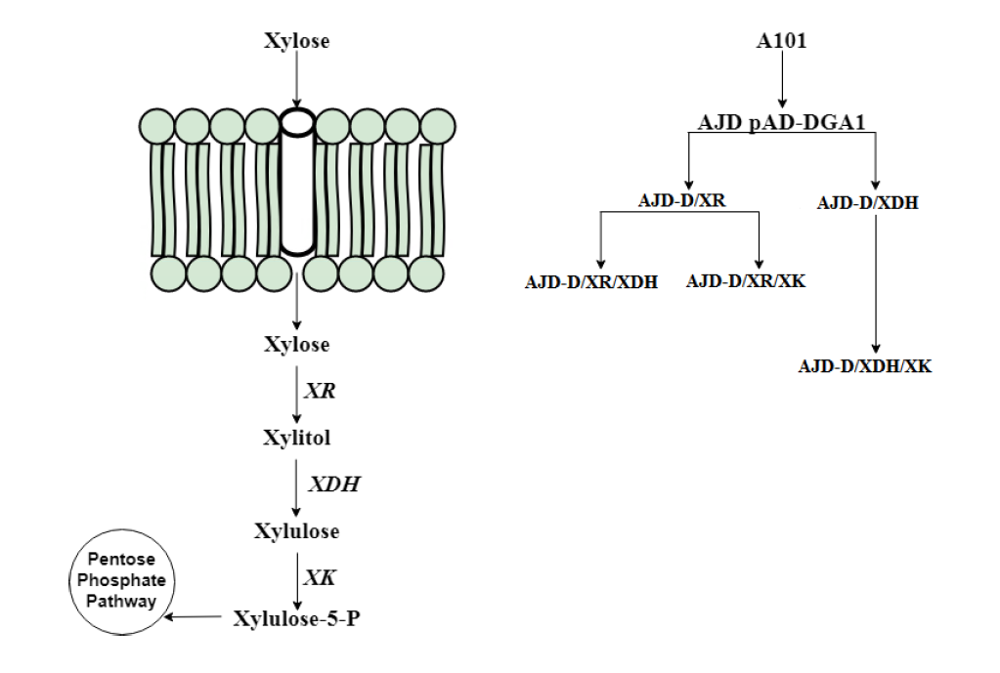 Xylose
Xylose
XR
Xylitol
XDH
Xylulose
XK
Xylulose-5-P
Pentose
Phosphate
Pathway
A101
AJD pAD-DGA1
AJD-D/XR
AJD-D/XDH
AJD-D/XR/XDH
AJD-D/XR/XK
AJD-D/XDH/XK